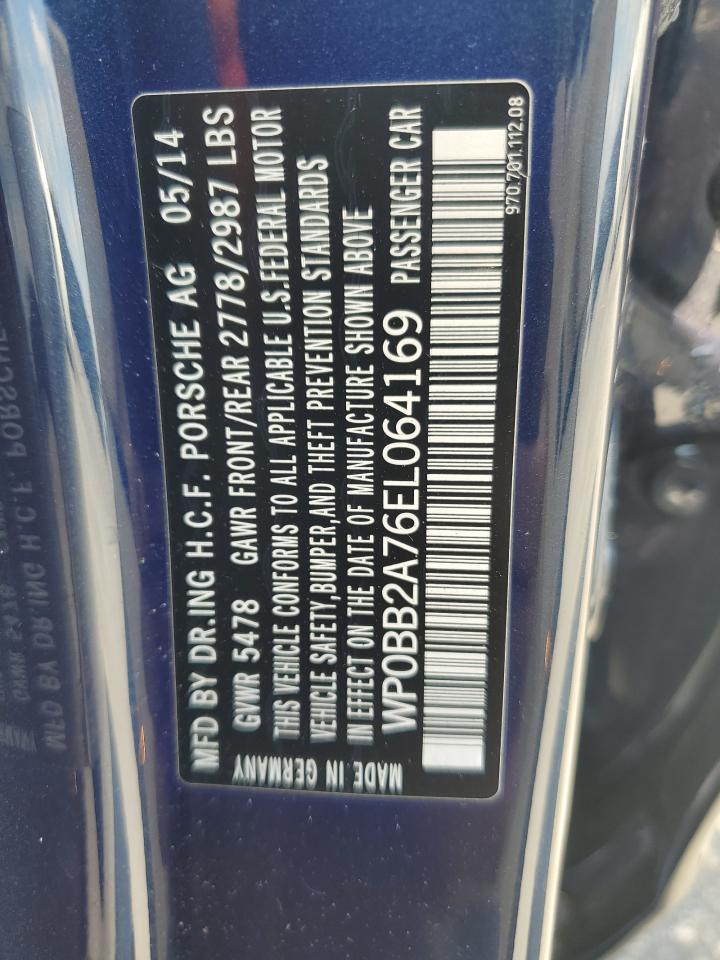 MFD BY DR.ING H.C.F. PORSCHE AG 05/14
GVWR 5478 GAWR FRONT/REAR 2778/2987 LBS
THIS VEHICLE CONFORMS TO ALL APPLICABLE U.S.FEDERAL MOTOR
VEHICLE SAFETY,BUMPER,AND THEFT PREVENTION STANDARDS
IN EFFECT ON THE DATE OF MANUFACTURE SHOWN ABOVE
WP0BB2A76EL064169 PASSENGER CAR
MADE IN GERMANY
970.701.112.08